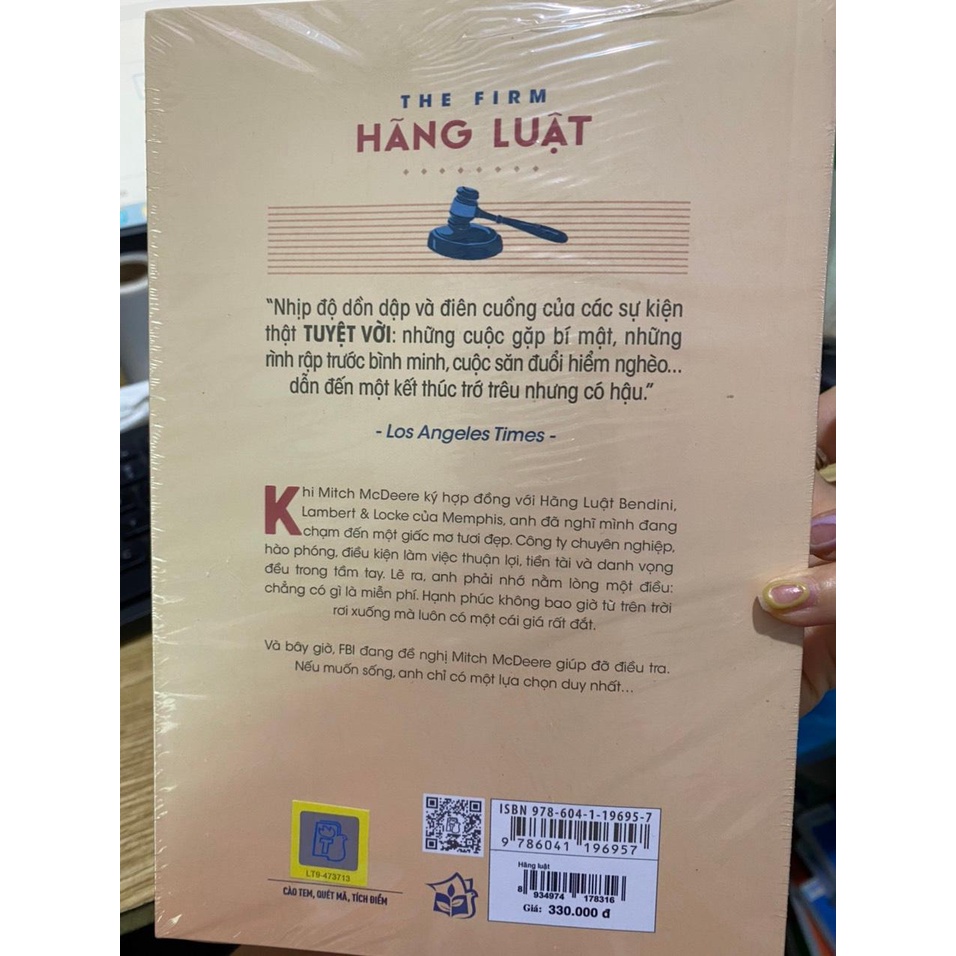 THE FIRM
HÃNG LUẬT
“Nhịp độ dồn dập và điên cuồng của các sự kiện
thật TUYỆT VỜI: những cuộc gặp bí mật, những
rình rập trước bình minh, cuộc săn đuổi hiểm nghèo...
dẫn đến một kết thúc trớ trêu nhưng có hậu.”
- Los Angeles Times -
Khi Mitch McDeere ký hợp đồng với Hãng Luật Bendini,
Lambert & Locke của Memphis, anh đã nghĩ mình đang
chạm đến một giấc mơ tươi đẹp. Công ty chuyên nghiệp,
hào phóng, điều kiện làm việc thuận lợi, tiền tài và danh vọng
đều trong tầm tay. Lẽ ra, anh phải nhớ nằm lòng một điều:
chẳng có gì là miễn phí. Hạnh phúc không bao giờ từ trên trời
rơi xuống mà luôn có một cái giá rất đắt.
Và bây giờ, FBI đang đề nghị Mitch McDeere giúp đỡ điều tra.
Nếu muốn sống, anh chỉ có một lựa chọn duy nhất...
T
LT9-473713
CÀO TEM, QUÉT MÃ, TÍCH ĐIỂM
ISBN 978-604-1-19695-7
9 786041 196957
Hãng luật
8 934974 178316
Giá: 330.000 đ